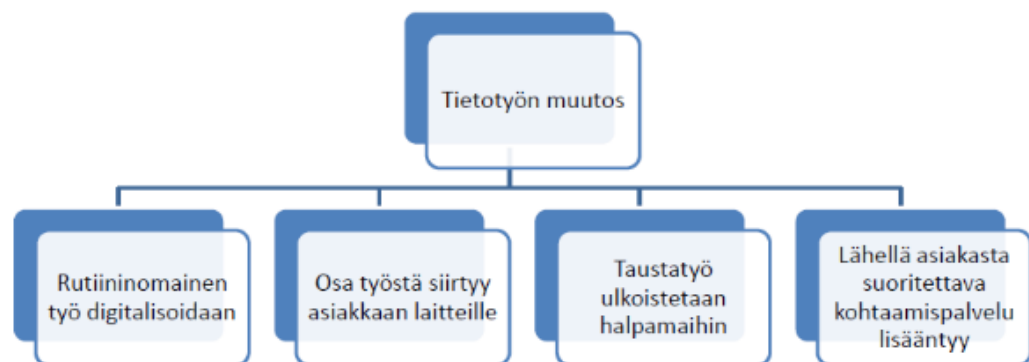 Tietotyön muutos
Rutiininomainen
työ digitalisoidaan
Osa työstä siirtyy
asiakkaan laitteille
Taustatyö
ulkoistetaan
halpamaihin
Lähellä asiakasta
suoritettava
kohtaamispalvelu
lisääntyy